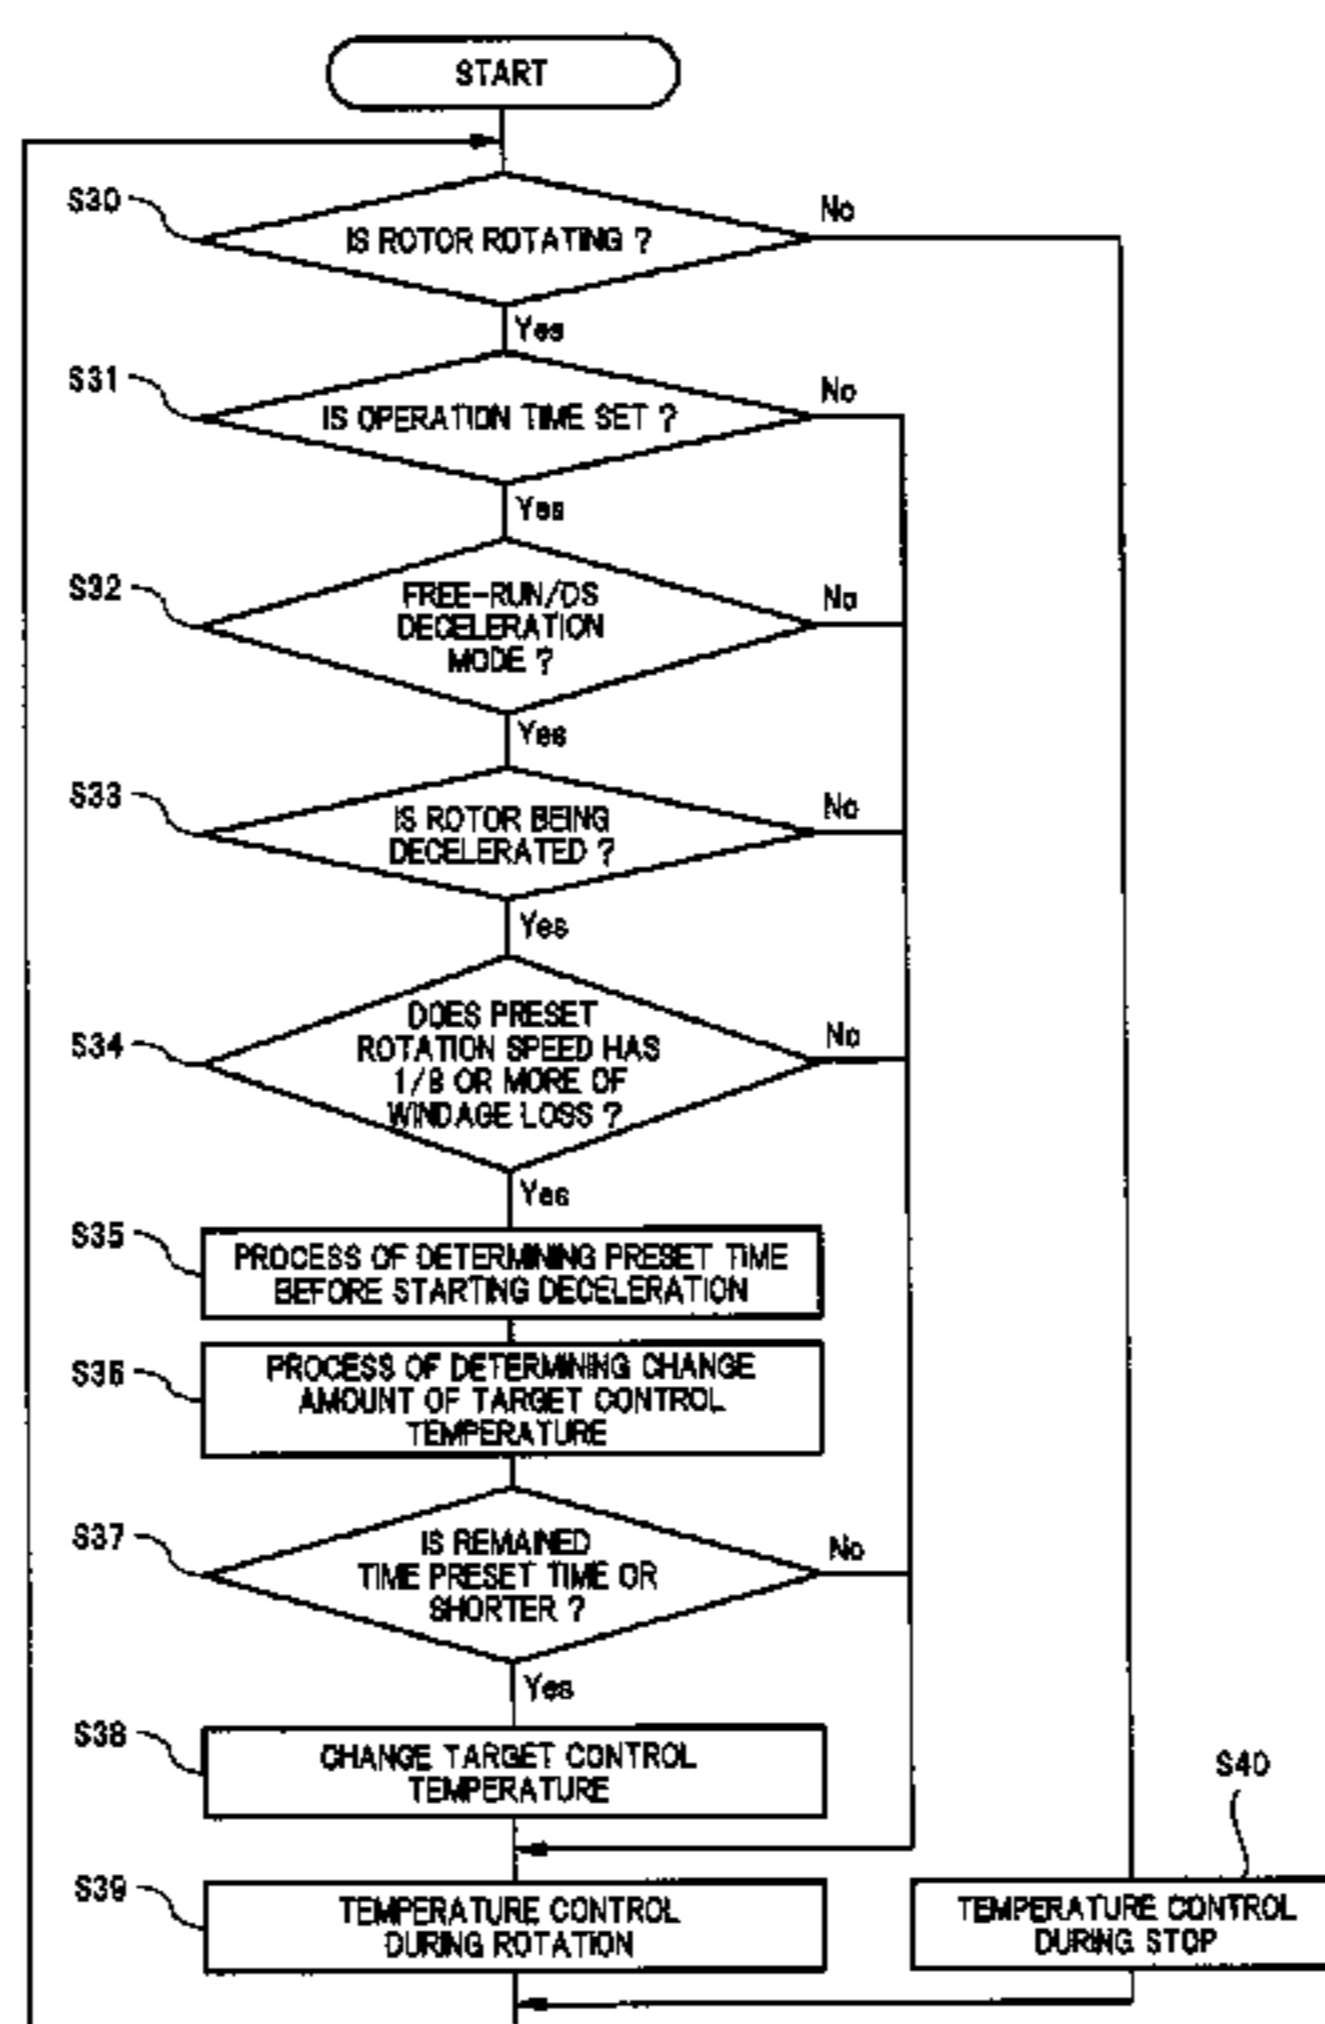 START
S30
IS ROTOR ROTATING ?
No
Yes
S31
IS OPERATION TIME SET ?
No
Yes
S32
FREE-RUN/DS
DECELERATION
MODE ?
No
Yes
S33
IS ROTOR BEING
DECELERATED ?
No
Yes
S34
DOES PRESET
ROTATION SPEED HAS
1/8 OR MORE OF
WINDAGE LOSS ?
No
Yes
S35
PROCESS OF DETERMINING PRESET TIME
BEFORE STARTING DECELERATION
S36
PROCESS OF DETERMINING CHANGE
AMOUNT OF TARGET CONTROL
TEMPERATURE
S37
IS REMAINED
TIME PRESET TIME OR
SHORTER ?
No
Yes
S38
CHANGE TARGET CONTROL
TEMPERATURE
S39
TEMPERATURE CONTROL
DURING ROTATION
S40
TEMPERATURE CONTROL
DURING STOP